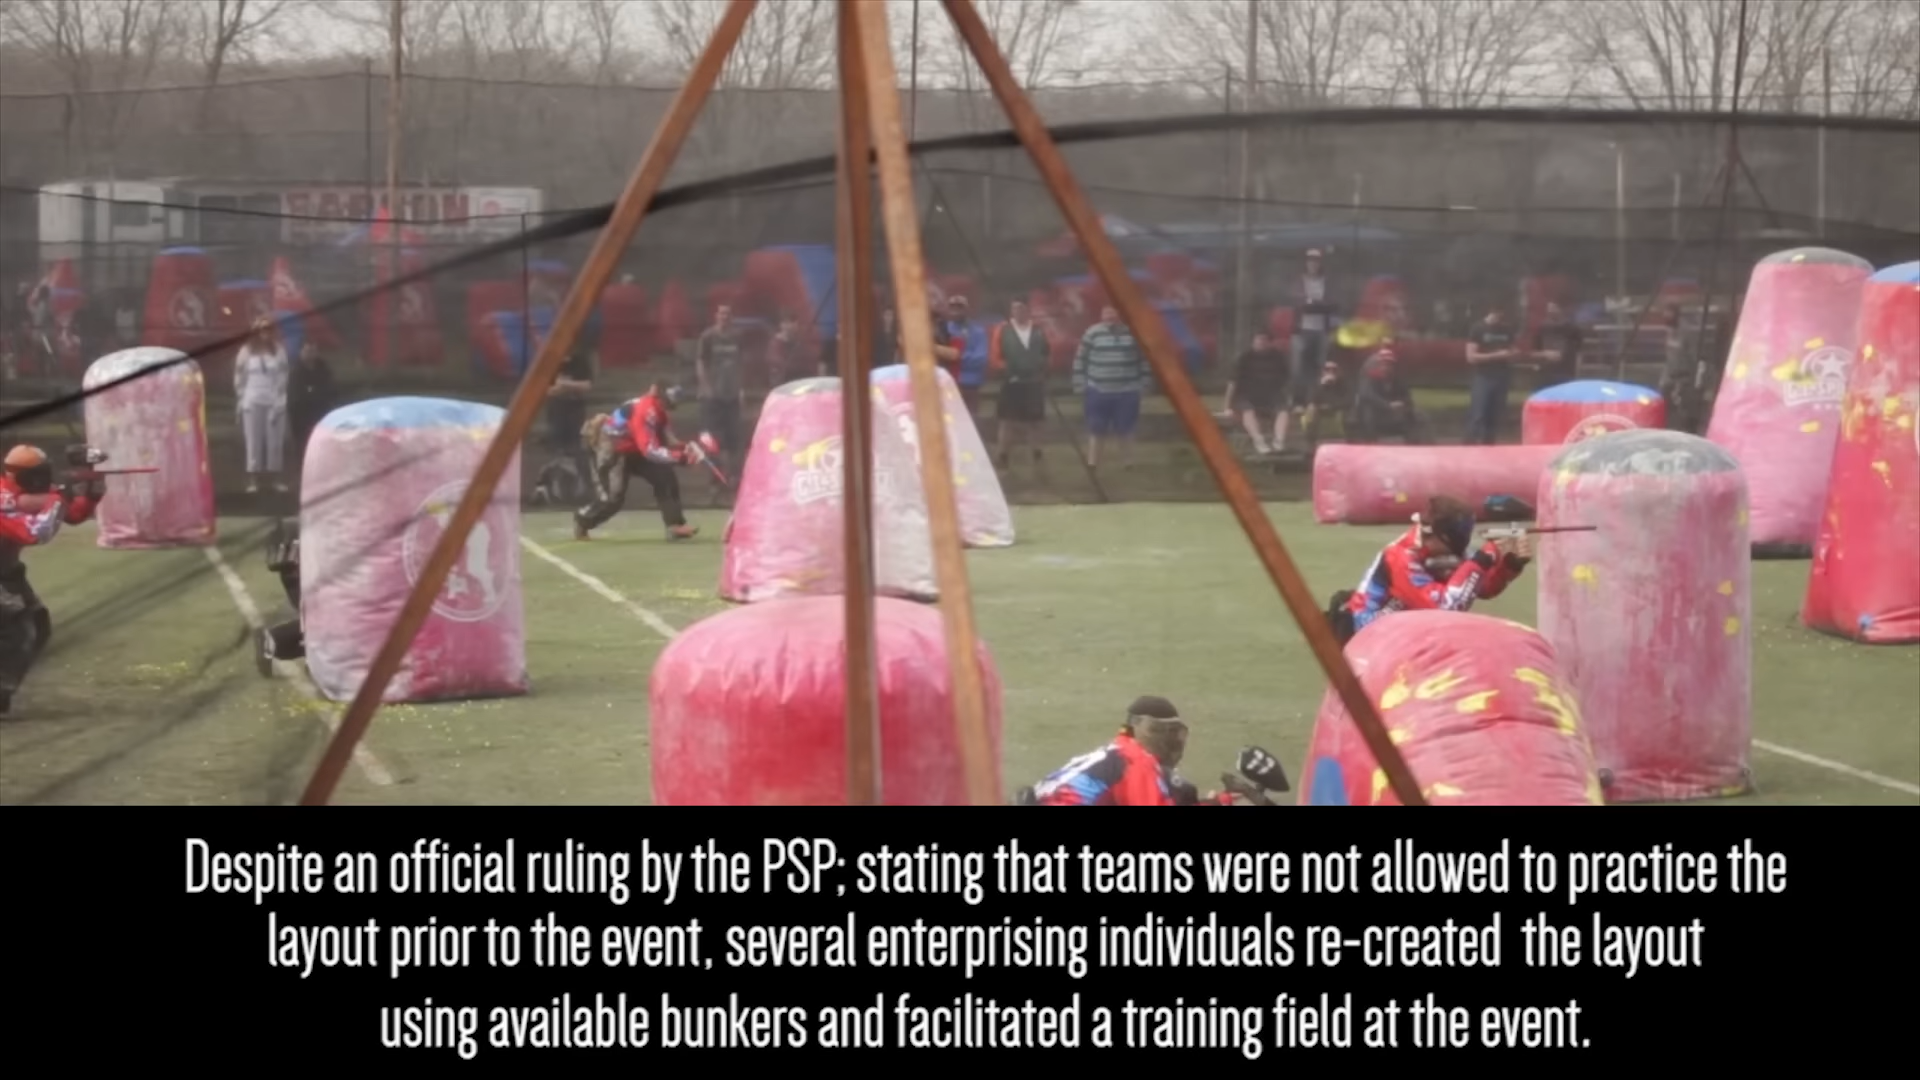 Despite an official ruling by the PSP; stating that teams were not allowed to practice the
layout prior to the event, several enterprising individuals re-created  the layout
using available bunkers and facilitated a training field at the event.